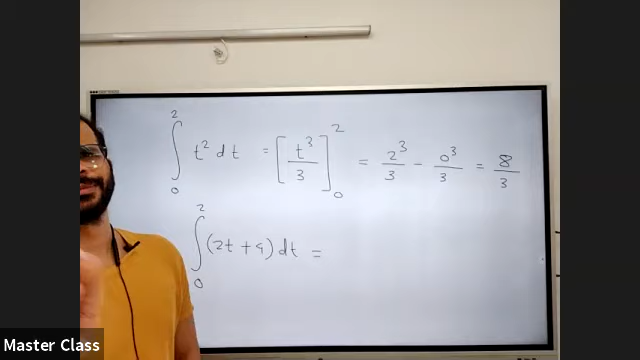 ∫₀² t² dt = [t³/3]₀² = 2³/3 - 0³/3 = 8/3
∫₀² (2t + 4) dt =
Master Class